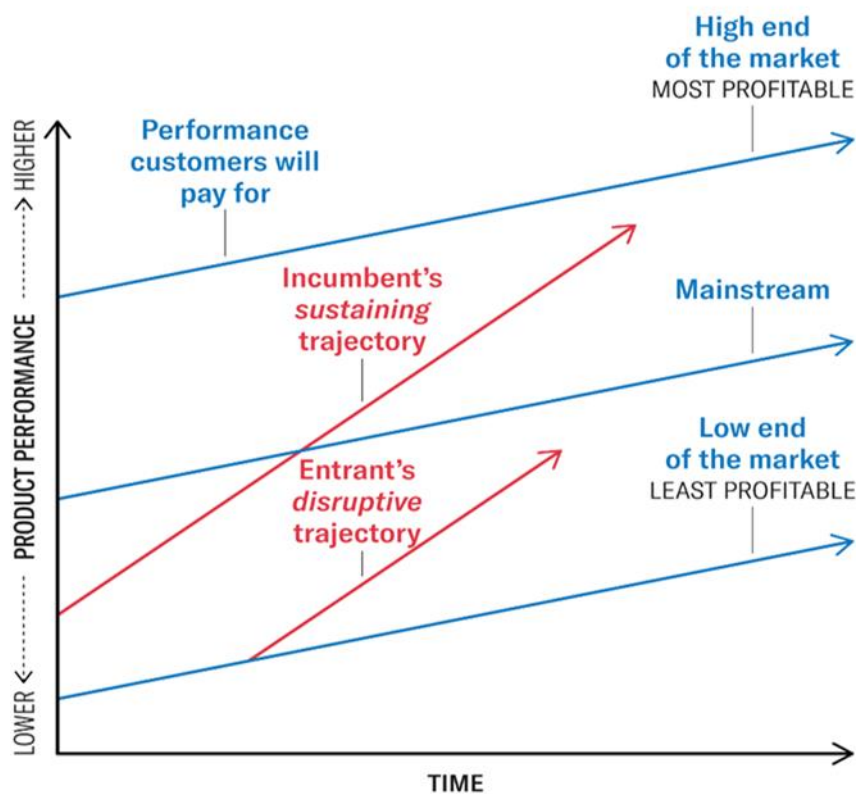 High end
of the market
MOST PROFITABLE
Performance
customers will
pay for
Incumbent's
sustaining
trajectory
Mainstream
Low end
of the market
LEAST PROFITABLE
Entrant's
disruptive
trajectory
HIGHER
PRODUCT PERFORMANCE
LOWER
TIME